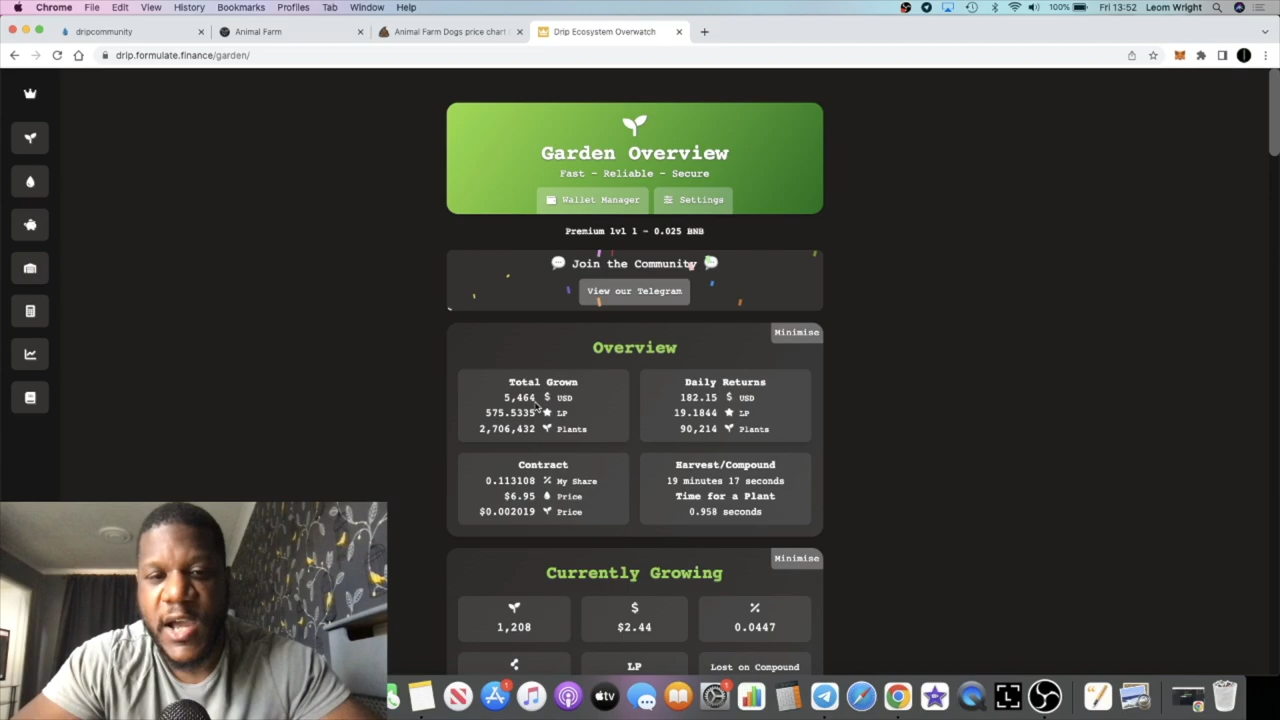 Chrome File Edit View History Bookmarks Profiles Tab Window Help 100% Fri 13:52 Leom Wright
dripcommunity Animal Farm Animal Farm Dogs price chart Drip Ecosystem Overwatch
drip.formulate.finance/garden/
Garden Overview
Fast - Reliable - Secure
Wallet Manager Settings
Premium lvl 1 - 0.025 BNB
Join the Community
View our Telegram
Minimise
Overview
Total Grown Daily Returns
5,464 $ USD 182.15 $ USD
575.5335 LP 19.1844 LP
2,706,432 Plants 90,214 Plants
Contract Harvest/Compound
0.113108 % My Share 19 minutes 17 seconds
$6.95 Price Time for a Plant
$0.002019 Price 0.958 seconds
Minimise
Currently Growing
$ %
1,208 $2.44 0.0447
LP Lost on Compound
tv